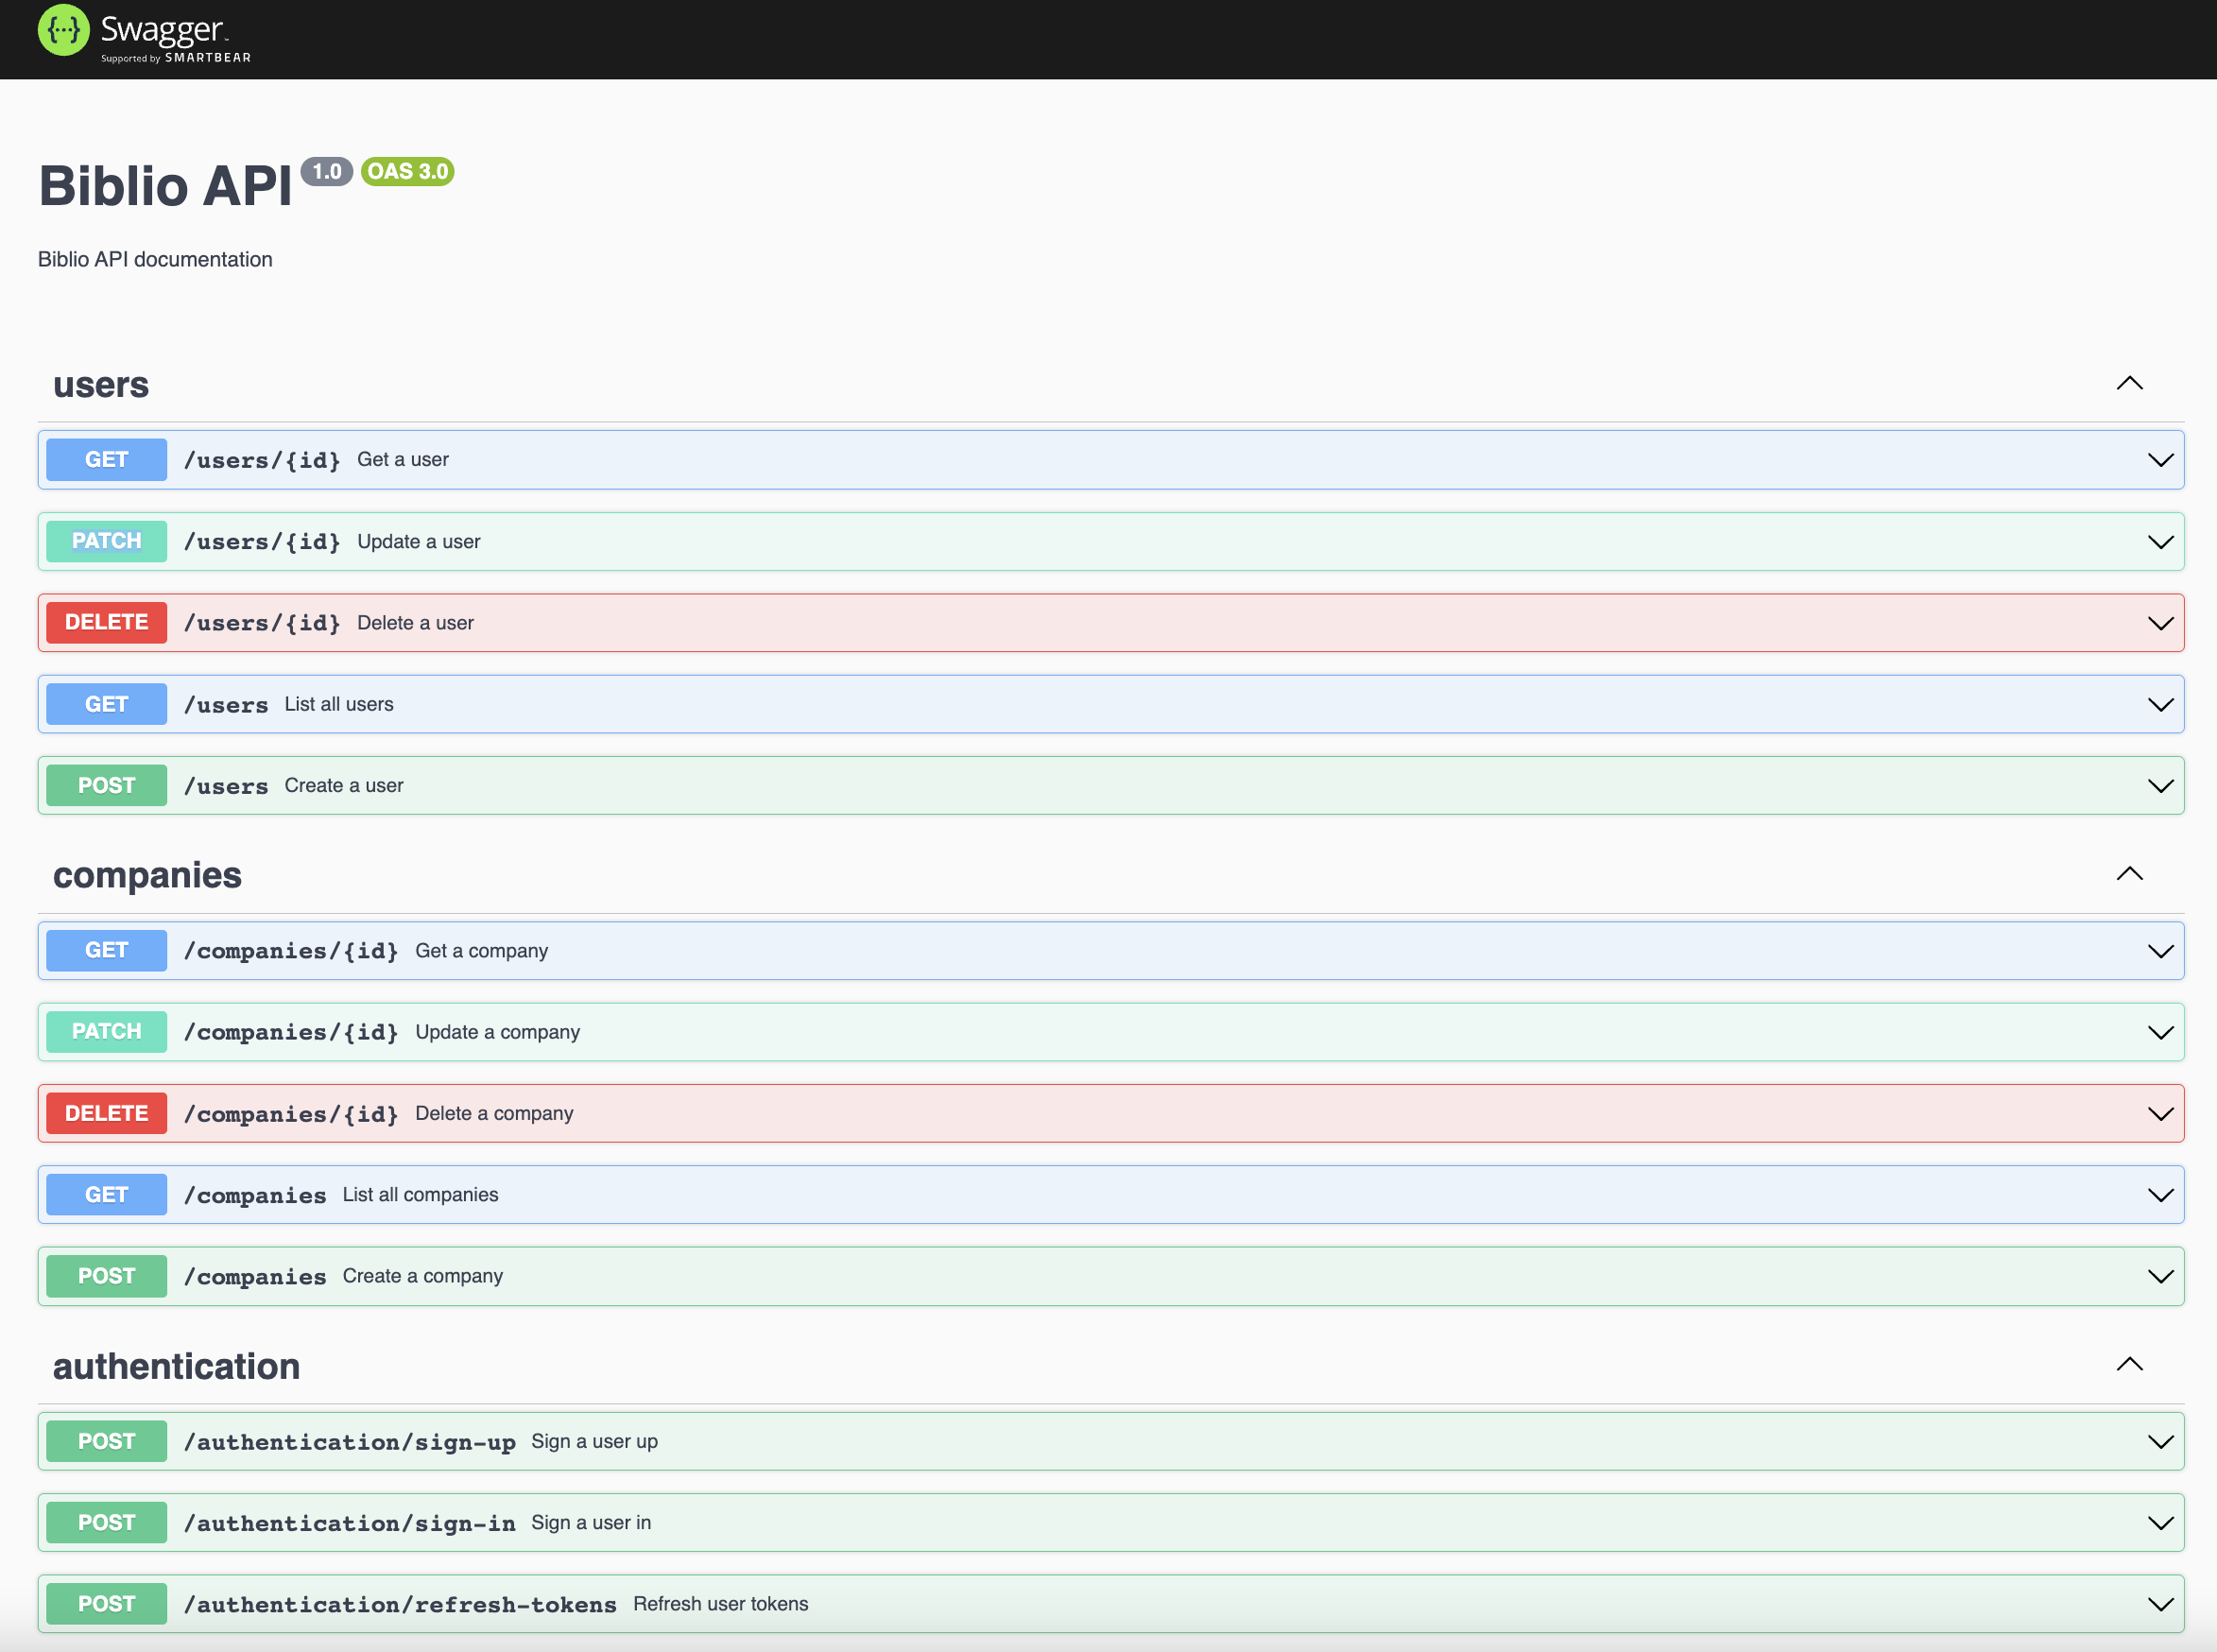 {...} Swagger
Supported by SMARTBEAR
Biblio API 1.0 OAS 3.0
Biblio API documentation
users
GET /users/{id} Get a user
PATCH /users/{id} Update a user
DELETE /users/{id} Delete a user
GET /users List all users
POST /users Create a user
companies
GET /companies/{id} Get a company
PATCH /companies/{id} Update a company
DELETE /companies/{id} Delete a company
GET /companies List all companies
POST /companies Create a company
authentication
POST /authentication/sign-up Sign a user up
POST /authentication/sign-in Sign a user in
POST /authentication/refresh-tokens Refresh user tokens